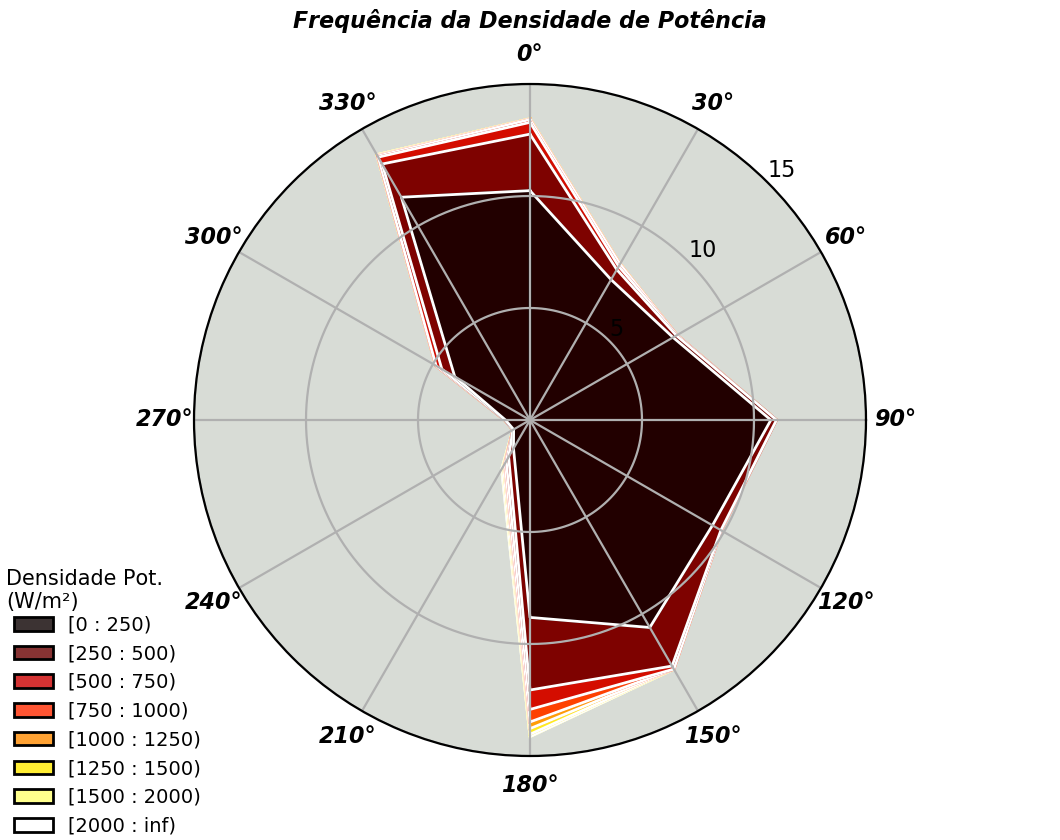 Frequência da Densidade de Potência
0°
330°
30°
15
300°
60°
10
5
270°
90°
240°
120°
210°
150°
180°
Densidade Pot.
(W/m²)
[0 : 250)
[250 : 500)
[500 : 750)
[750 : 1000)
[1000 : 1250)
[1250 : 1500)
[1500 : 2000)
[2000 : inf)